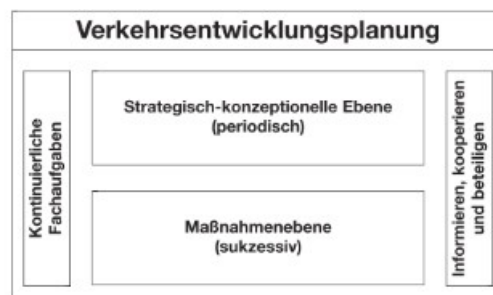 Verkehrsentwicklungsplanung
Kontinuierliche
Fachaufgaben
Strategisch-konzeptionelle Ebene
(periodisch)
Maßnahmenebene
(sukzessiv)
Informieren, kooperieren
und beteiligen